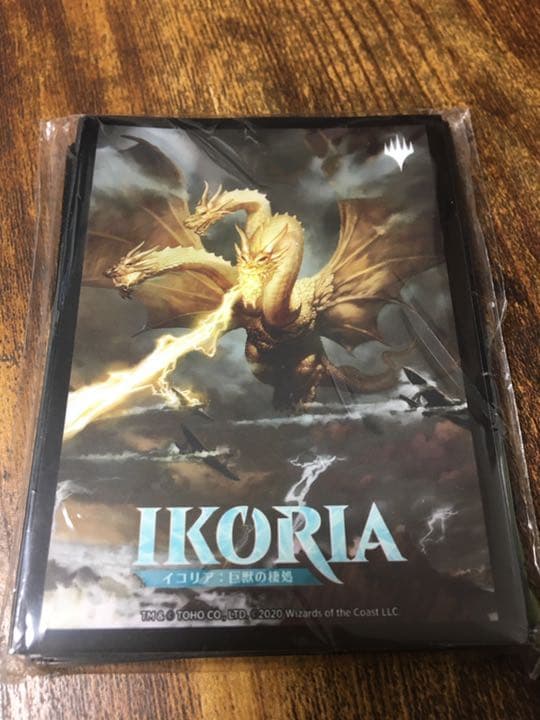 IKORIA
イコリア：巨獣の棲処
TM & © TOHO CO., LTD. ©2020 Wizards of the Coast LLC